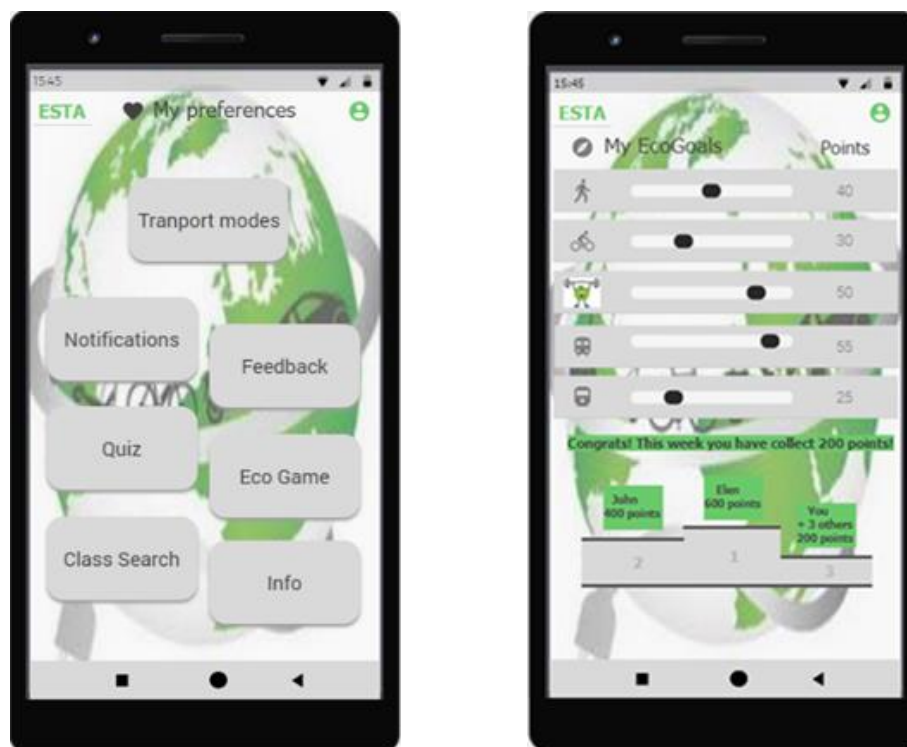 15:45
ESTA My preferences
Tranport modes
Notifications
Feedback
Quiz
Eco Game
Class Search
Info
15:45
ESTA
My EcoGoals Points
40
30
50
55
25
Congrats! This week you have collect 200 points!
John
400 points
Elen
600 points
You
+ 3 others
200 points
2
1
3